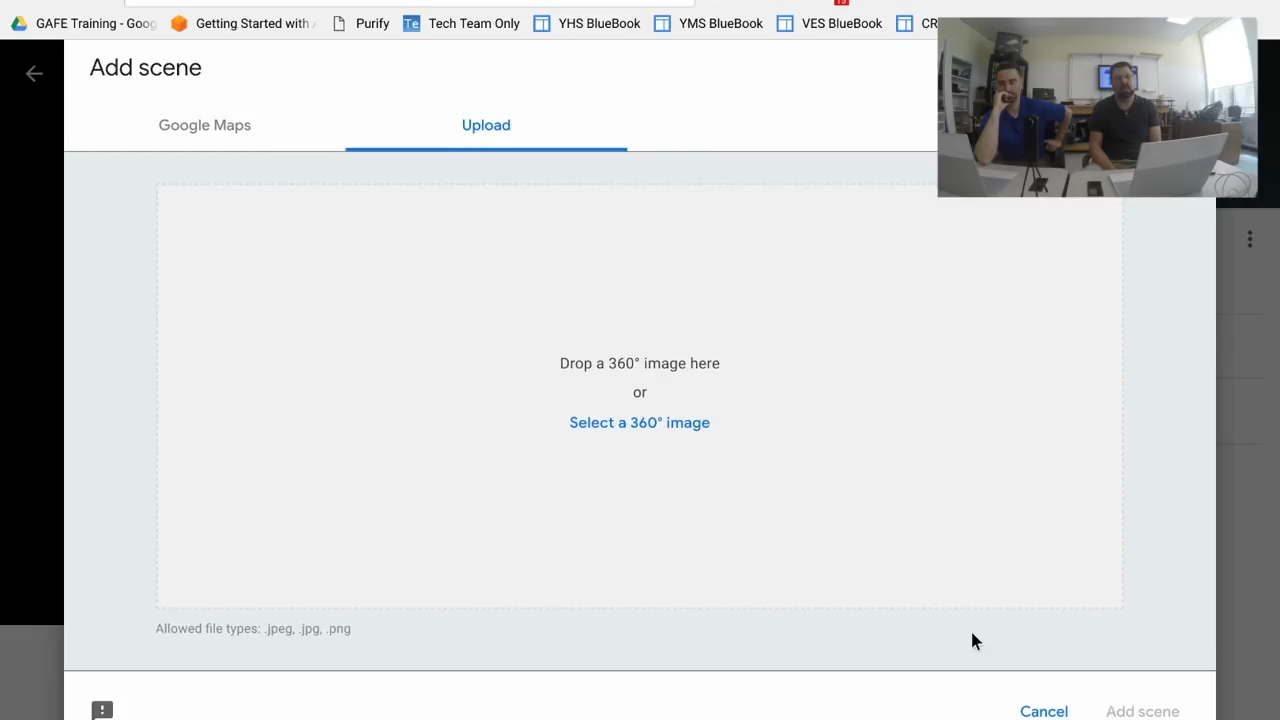 15
GAFE Training - Goog
Getting Started with
Purify
Te
Tech Team Only
YHS BlueBook
YMS BlueBook
VES BlueBook
CR
Add scene
Google Maps
Upload
Drop a 360° image here
or
Select a 360° image
Allowed file types: .jpeg, .jpg, .png
Cancel
Add scene